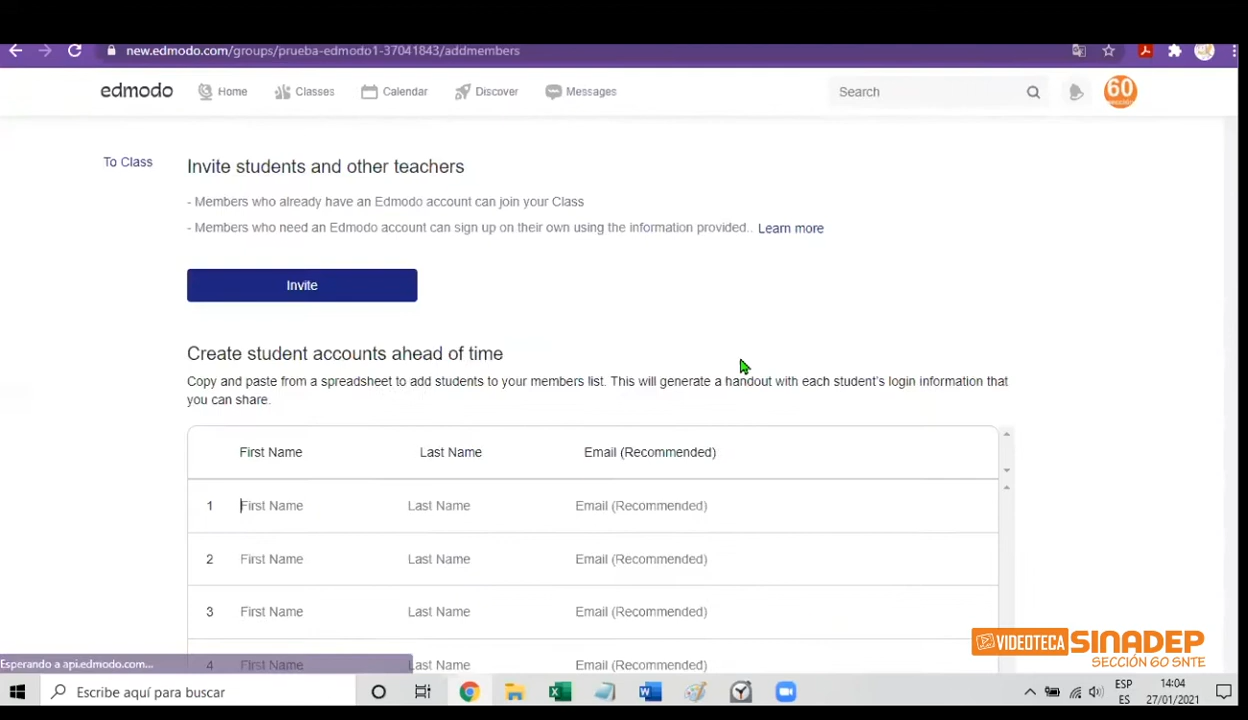 new.edmodo.com/groups/prueba-edmodo1-37041843/addmembers
edmodo Home Classes Calendar Discover Messages Search 60
To Class
Invite students and other teachers
- Members who already have an Edmodo account can join your Class
- Members who need an Edmodo account can sign up on their own using the information provided.. Learn more
Invite
Create student accounts ahead of time
Copy and paste from a spreadsheet to add students to your members list. This will generate a handout with each student's login information that
you can share.
First Name Last Name Email (Recommended)
1 First Name Last Name Email (Recommended)
2 First Name Last Name Email (Recommended)
3 First Name Last Name Email (Recommended)
4 First Name Last Name Email (Recommended)
VIDEOTECA SINADEP
SECCIÓN 60 SNTE
Esperando a api.edmodo.com...
Escribe aquí para buscar
ESP
ES
14:04
27/01/2021